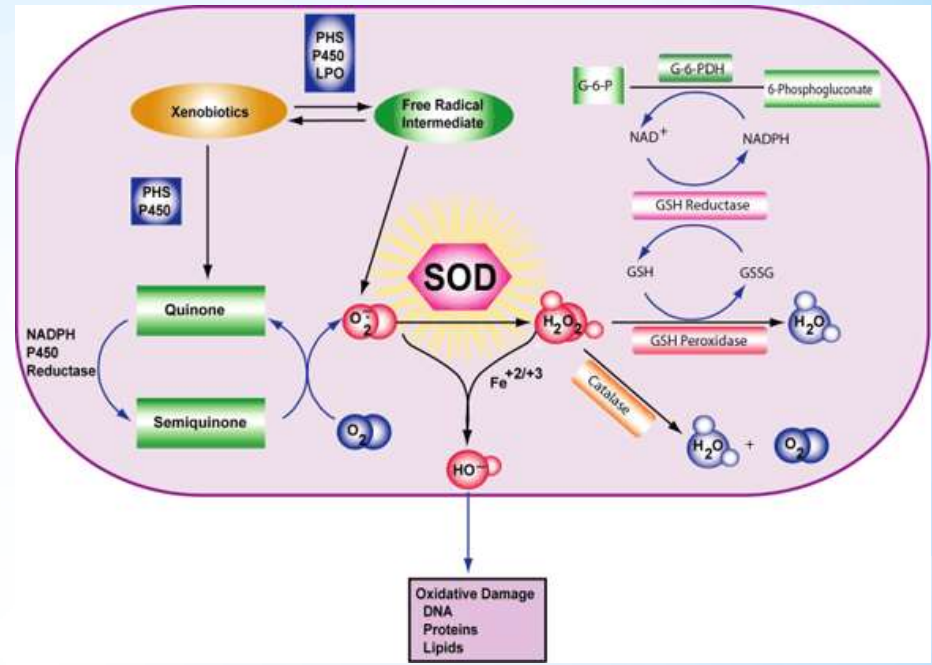 PHS
P450
LPO
Xenobiotics
Free Radical
Intermediate
G-6-PDH
G-6-P
6-Phosphogluconate
NAD+
NADPH
GSH Reductase
PHS
P450
GSH
GSSG
SOD
Quinone
O2-
H2O2
H2O
GSH Peroxidase
NADPH
P450
Reductase
Fe+2/+3
Catalase
Semiquinone
O2
H2O + O2
HO–
Oxidative Damage
DNA
Proteins
Lipids